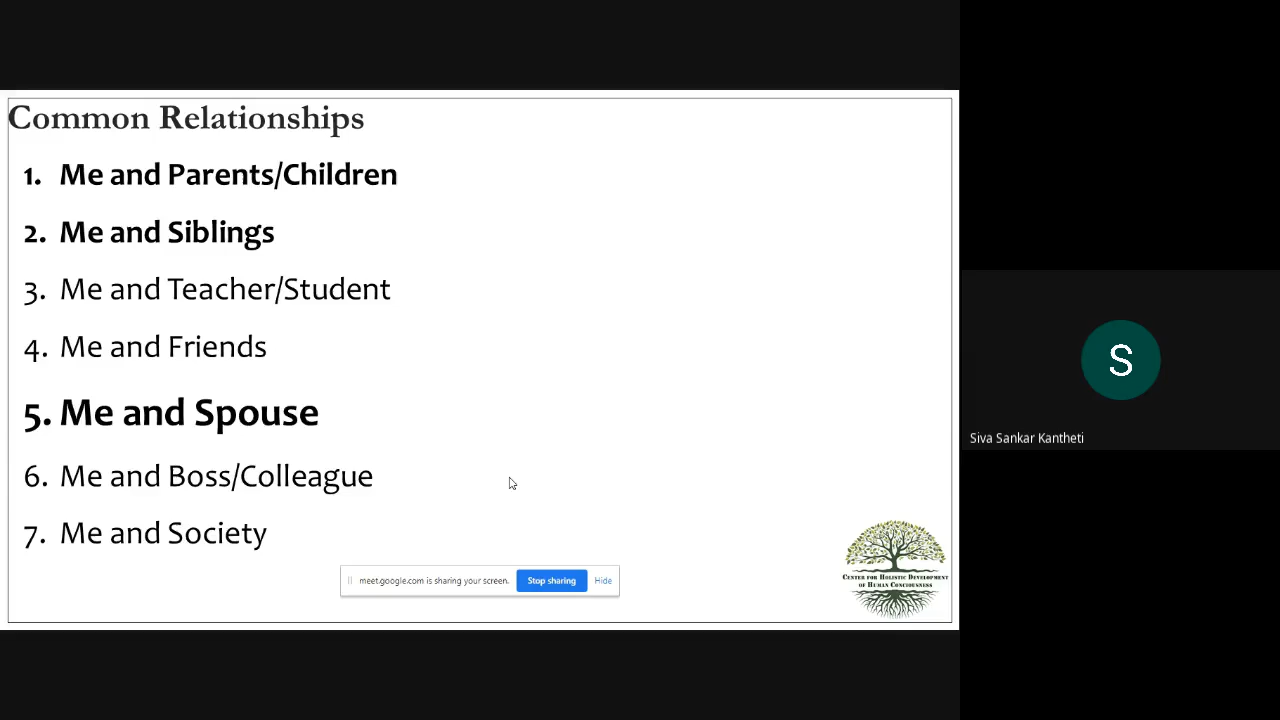 Common Relationships
1. Me and Parents/Children
2. Me and Siblings
3. Me and Teacher/Student
4. Me and Friends
5. Me and Spouse
6. Me and Boss/Colleague
7. Me and Society
meet.google.com is sharing your screen.
Stop sharing
Hide
CENTER FOR HOLISTIC DEVELOPMENT
OF HUMAN CONCIOUSNESS
S
Siva Sankar Kantheti